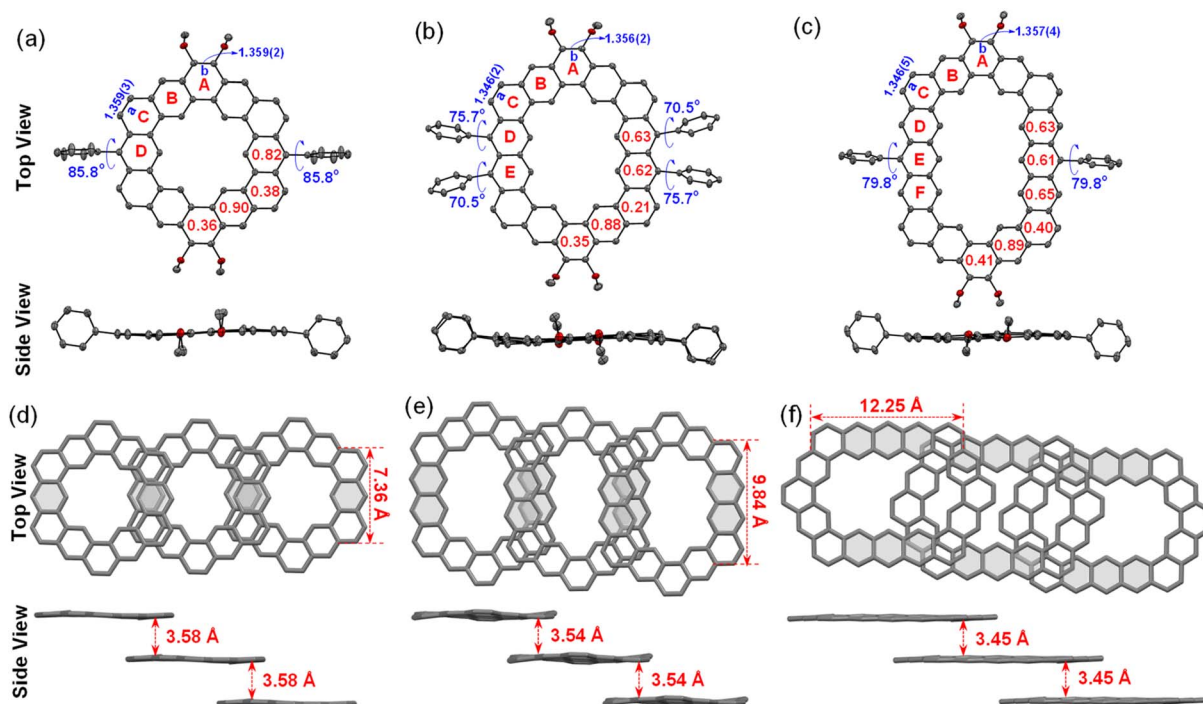 (a)
(b)
(c)
Top View
1.359(2)
b
A
B
1.359(3)
a
C
D
85.8°
85.8°
0.82
0.38
0.90
0.36
1.356(2)
b
A
B
1.346(2)
a
C
75.7°
D
E
70.5°
70.5°
75.7°
0.63
0.62
0.21
0.88
0.35
1.357(4)
b
A
B
1.346(5)
a
C
D
E
F
79.8°
79.8°
0.63
0.61
0.65
0.40
0.89
0.41
Side View
(d)
(e)
(f)
Top View
7.36 Å
9.84 Å
12.25 Å
Side View
3.58 Å
3.58 Å
3.54 Å
3.54 Å
3.45 Å
3.45 Å